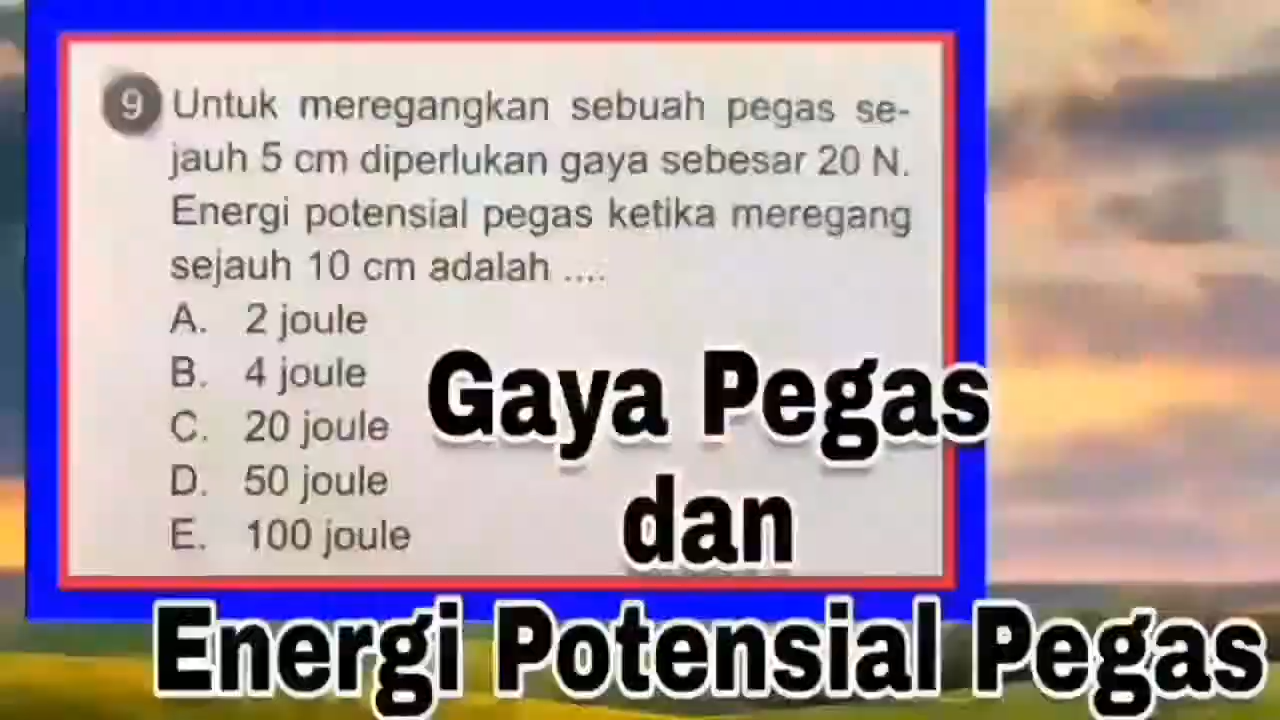 9 Untuk meregangkan sebuah pegas se-
jauh 5 cm diperlukan gaya sebesar 20 N.
Energi potensial pegas ketika meregang
sejauh 10 cm adalah ....
A. 2 joule
B. 4 joule
C. 20 joule
D. 50 joule
E. 100 joule
Gaya Pegas
dan
Energi Potensial Pegas